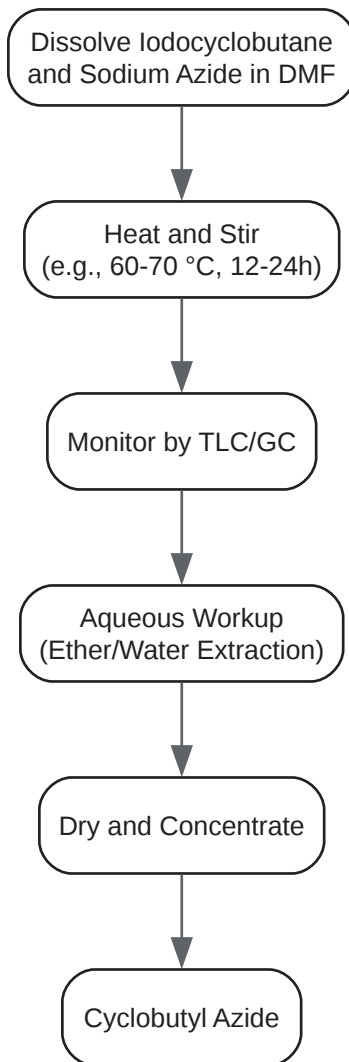 Dissolve Iodocyclobutane
and Sodium Azide in DMF
Heat and Stir
(e.g., 60-70 °C, 12-24h)
Monitor by TLC/GC
Aqueous Workup
(Ether/Water Extraction)
Dry and Concentrate
Cyclobutyl Azide